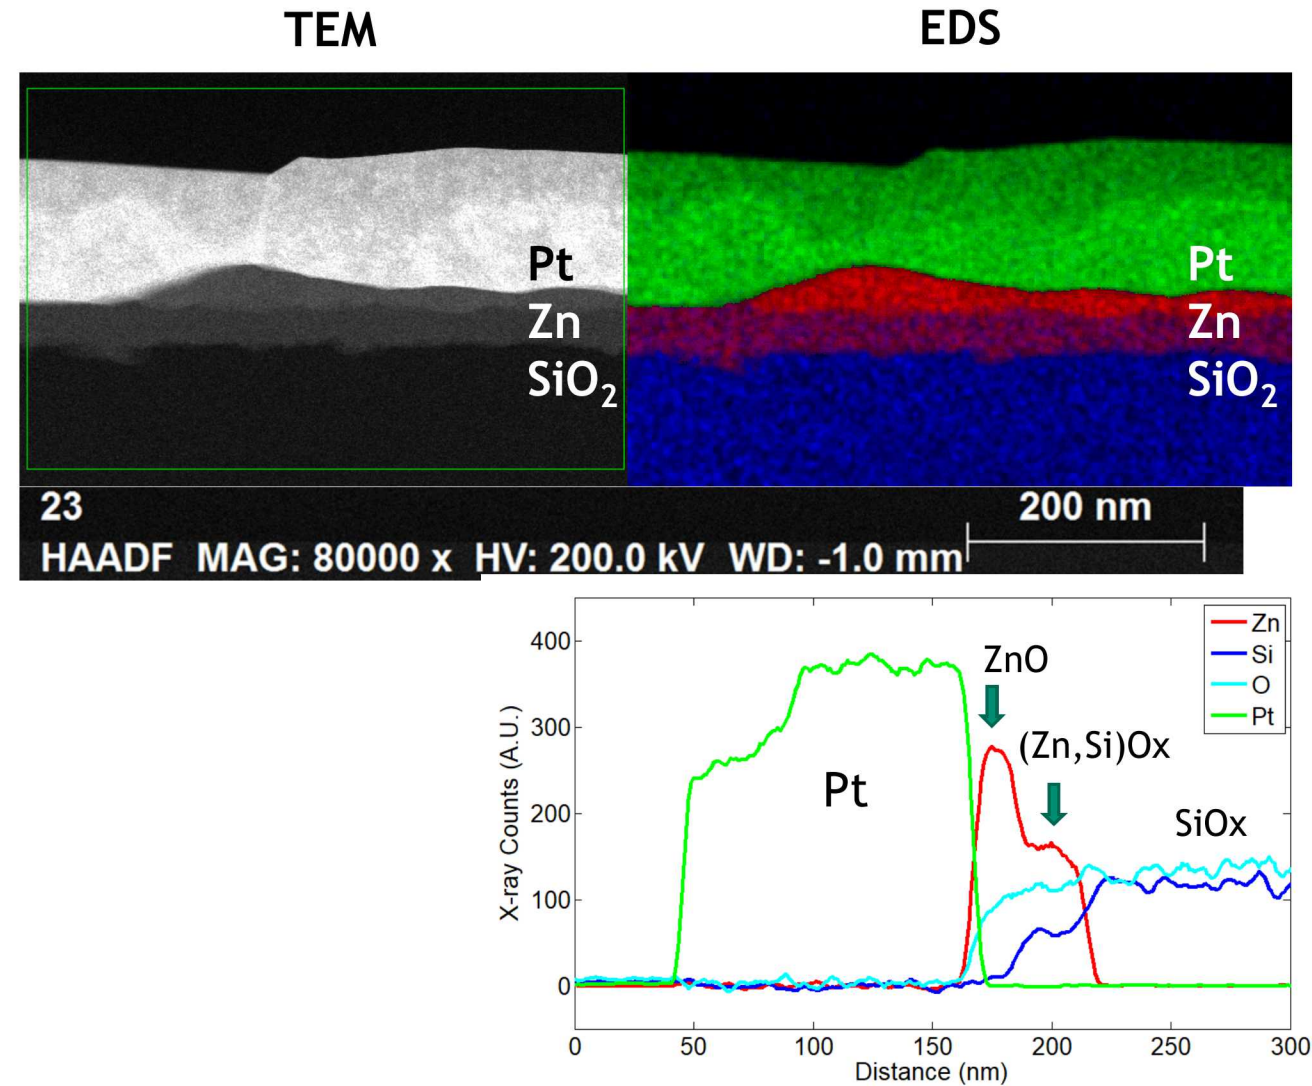 TEM
EDS
Pt
Zn
SiO₂
Pt
Zn
SiO₂
23
200 nm
HAADF MAG: 80000 x HV: 200.0 kV WD: -1.0 mm
400
300
200
100
0
X-ray Counts (A.U.)
Pt
ZnO
(Zn,Si)Ox
SiOx
Zn
Si
O
Pt
0
50
100
150
200
250
300
Distance (nm)